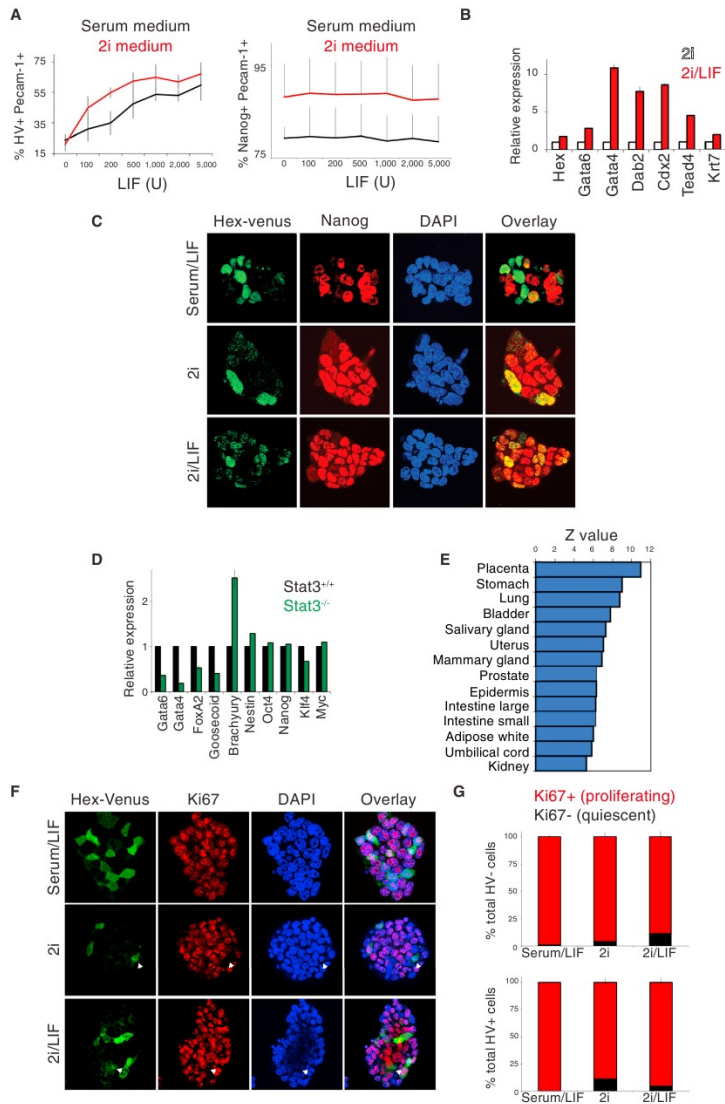 A
Serum medium
2i medium
% HV+ Pecam-1+
75
55
35
15
0 100 200 500 1,000 2,000 5,000
LIF (U)
Serum medium
2i medium
% Nanog+ Pecam-1+
95
75
0 100 200 500 1,000 2,000 5,000
LIF (U)
B
2i
2i/LIF
Relative expression
10
5
0
Hex
Gata6
Gata4
Dab2
Cdx2
Tead4
Krt7
C
Hex-venus Nanog DAPI Overlay
Serum/LIF
2i
2i/LIF
D
Stat3+/+
Stat3-/-
Relative expression
2
1
0
Gata6
Gata4
FoxA2
Goosecoid
Brachyury
Nestin
Oct4
Nanog
Klf4
Myc
E
Z value
0 2 4 6 8 10 12
Placenta
Stomach
Lung
Bladder
Salivary gland
Uterus
Mammary gland
Prostate
Epidermis
Intestine large
Intestine small
Adipose white
Umbilical cord
Kidney
F
Hex-Venus Ki67 DAPI Overlay
Serum/LIF
2i
2i/LIF
G
Ki67+ (proliferating)
Ki67- (quiescent)
% total HV- cells
100
75
50
25
0
Serum/LIF 2i 2i/LIF
% total HV+ cells
100
75
50
25
0
Serum/LIF 2i 2i/LIF